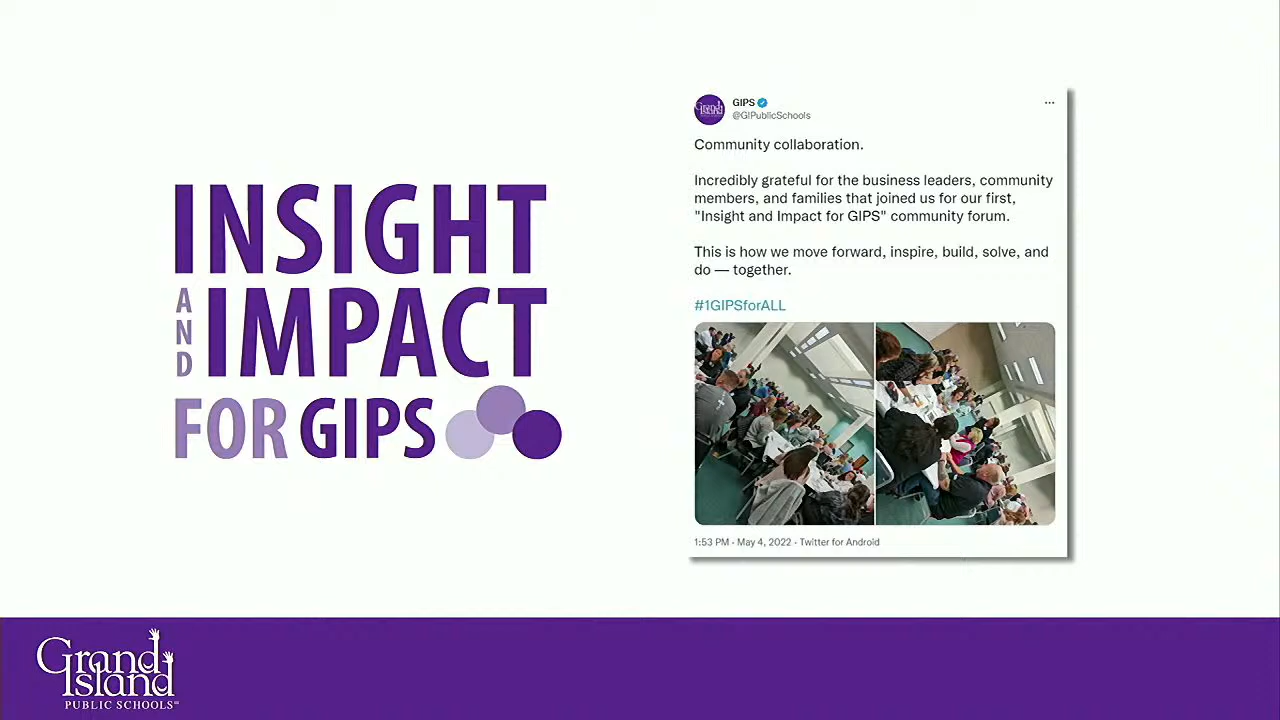 INSIGHT
AND
IMPACT
FOR GIPS
Grand Island
GIPS
@GIPublicSchools
Community collaboration.
Incredibly grateful for the business leaders, community
members, and families that joined us for our first,
"Insight and Impact for GIPS" community forum.
This is how we move forward, inspire, build, solve, and
do — together.
#1GIPSforALL
1:53 PM · May 4, 2022 · Twitter for Android
Grand
Island
PUBLIC SCHOOLS